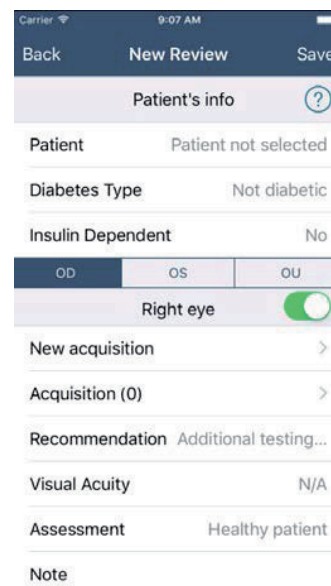 Carrier 9:07 AM
Back New Review Save
Patient's info ?
Patient Patient not selected
Diabetes Type Not diabetic
Insulin Dependent No
OD OS OU
Right eye
New acquisition
Acquisition (0)
Recommendation Additional testing...
Visual Acuity N/A
Assessment Healthy patient
Note